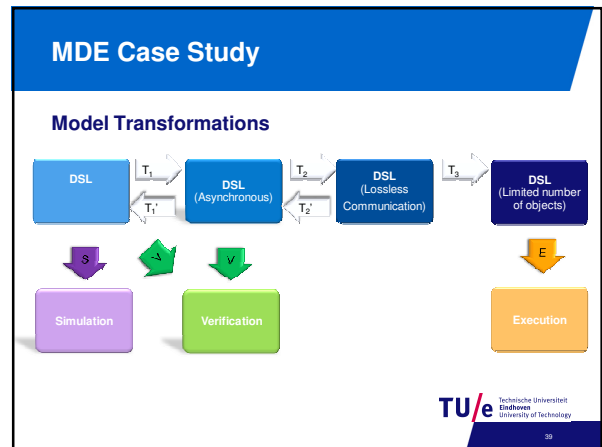 MDE Case Study
Model Transformations
DSL
T1
DSL
(Asynchronous)
T1'
T2
DSL
(Lossless
Communication)
T2'
T3
DSL
(Limited number
of objects)
S
V
V
E
Simulation
Verification
Execution
TU/e
Technische Universiteit
Eindhoven
University of Technology
39